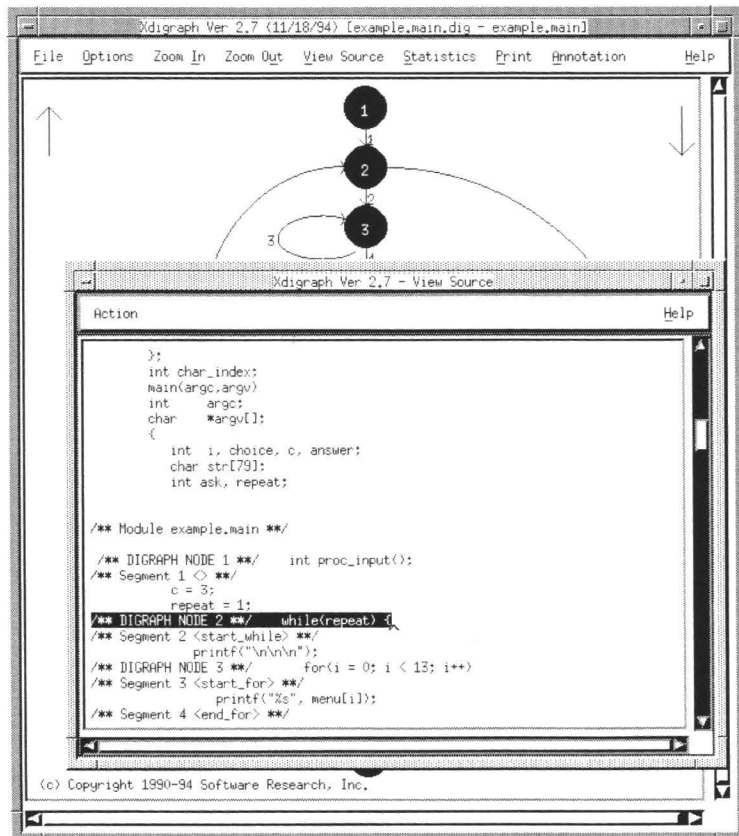 Xdigraph Ver 2.7 (11/18/94) [example.main.dig - example.main]
File Options Zoom In Zoom Out View Source Statistics Print Annotation Help
1
1
2
2
3
3
4
Xdigraph Ver 2.7 - View Source
Action Help
};
int char_index;
main(argc,argv)
int argc;
char *argv[];
{
int i, choice, c, answer;
char str[79];
int ask, repeat;
/** Module example.main **/
/** DIGRAPH NODE 1 **/ int proc_input();
/** Segment 1 <> **/
c = 3;
repeat = 1;
/** DIGRAPH NODE 2 **/ while(repeat) {
/** Segment 2 <start_while> **/
printf("\n\n\n");
/** DIGRAPH NODE 3 **/ for(i = 0; i < 13; i++)
/** Segment 3 <start_for> **/
printf("%s", menu[i]);
/** Segment 4 <end_for> **/
(c) Copyright 1990-94 Software Research, Inc.